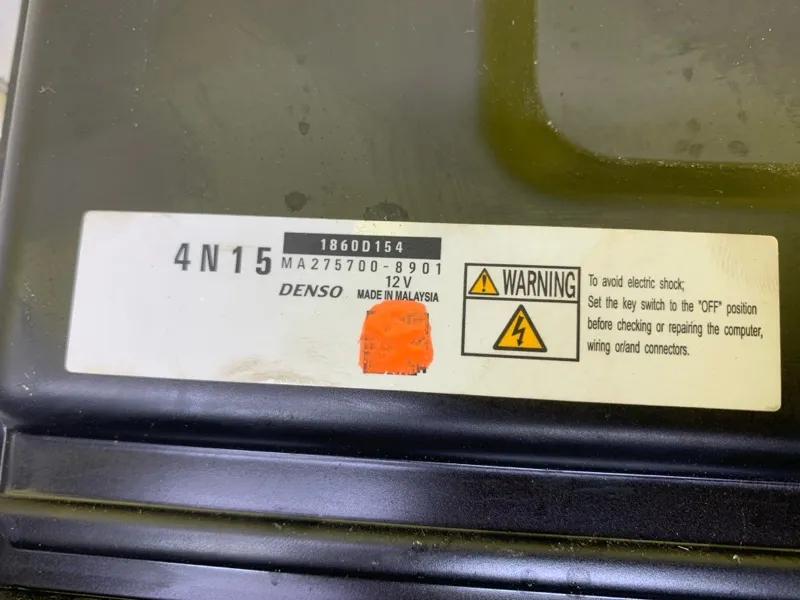 4N15
1860D154
MA275700-8901
12V
DENSO
MADE IN MALAYSIA
WARNING
To avoid electric shock;
Set the key switch to the "OFF" position
before checking or repairing the computer,
wiring or/and connectors.